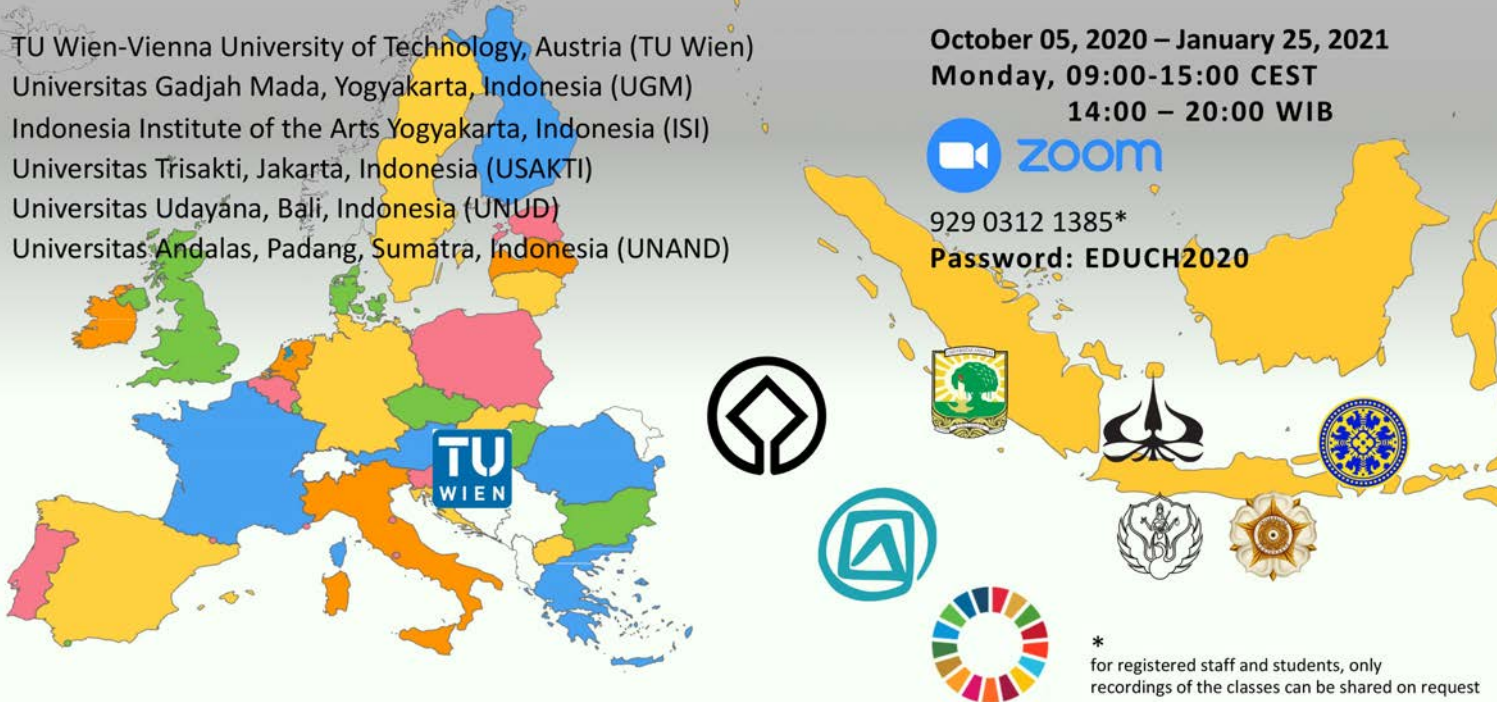 TU Wien-Vienna University of Technology, Austria (TU Wien)
Universitas Gadjah Mada, Yogyakarta, Indonesia (UGM)
Indonesia Institute of the Arts Yogyakarta, Indonesia (ISI)
Universitas Trisakti, Jakarta, Indonesia (USAKTI)
Universitas Udayana, Bali, Indonesia (UNUD)
Universitas Andalas, Padang, Sumatra, Indonesia (UNAND)
October 05, 2020 – January 25, 2021
Monday, 09:00-15:00 CEST
14:00 – 20:00 WIB
zoom
929 0312 1385*
Password: EDUCH2020
TU
WIEN
*
for registered staff and students, only
recordings of the classes can be shared on request